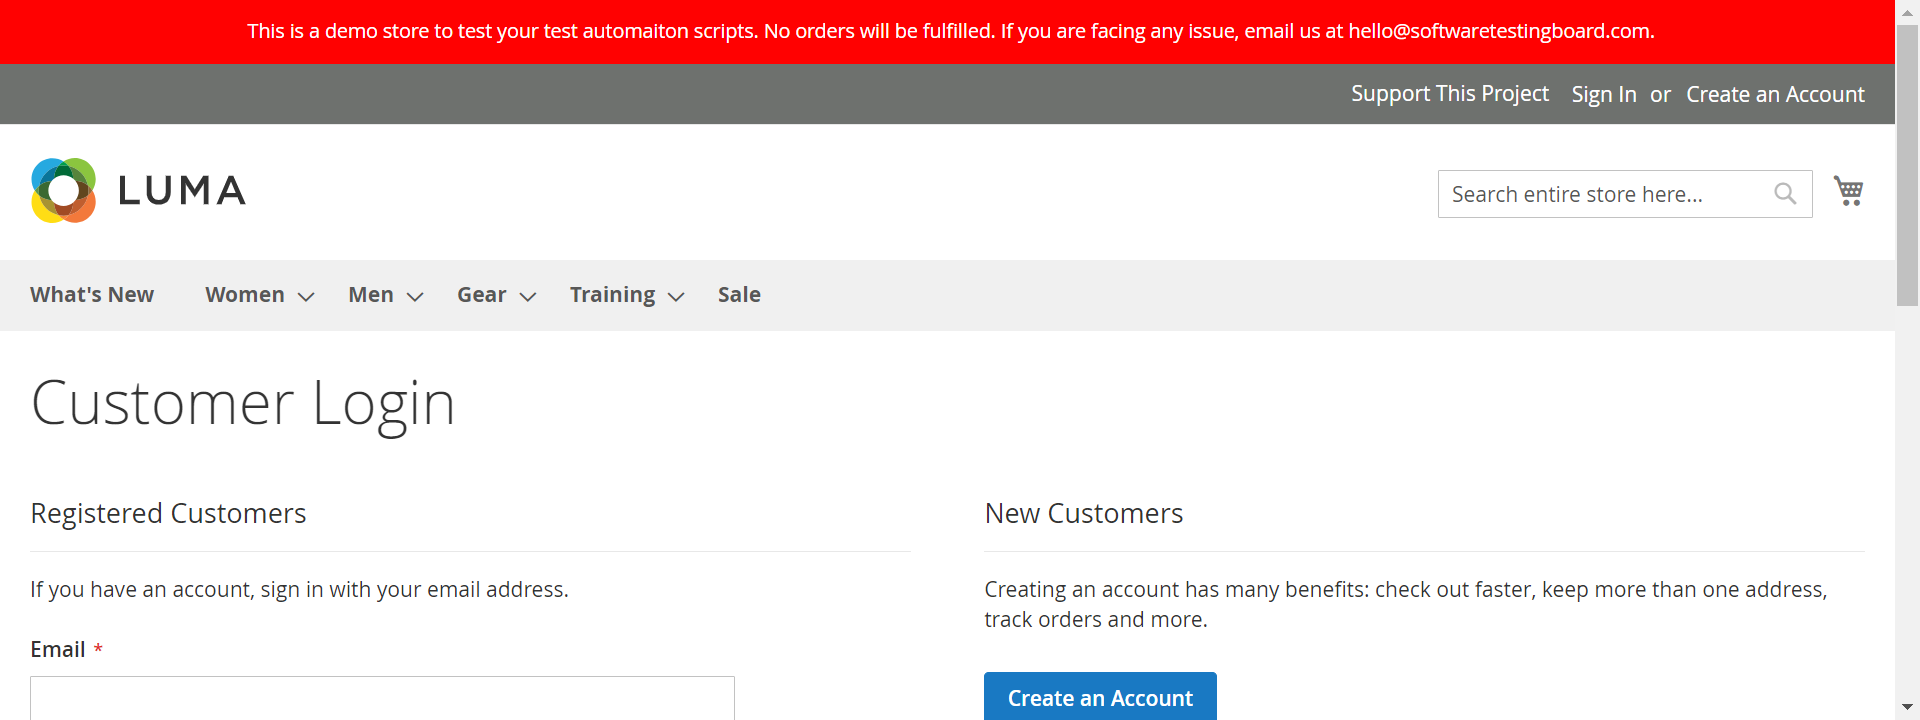 This is a demo store to test your test automaiton scripts. No orders will be fulfilled. If you are facing any issue, email us at hello@softwaretestingboard.com.
Support This Project Sign In or Create an Account
LUMA
Search entire store here...
What's New Women Men Gear Training Sale
Customer Login
Registered Customers
If you have an account, sign in with your email address.
Email *
New Customers
Creating an account has many benefits: check out faster, keep more than one address,
track orders and more.
Create an Account